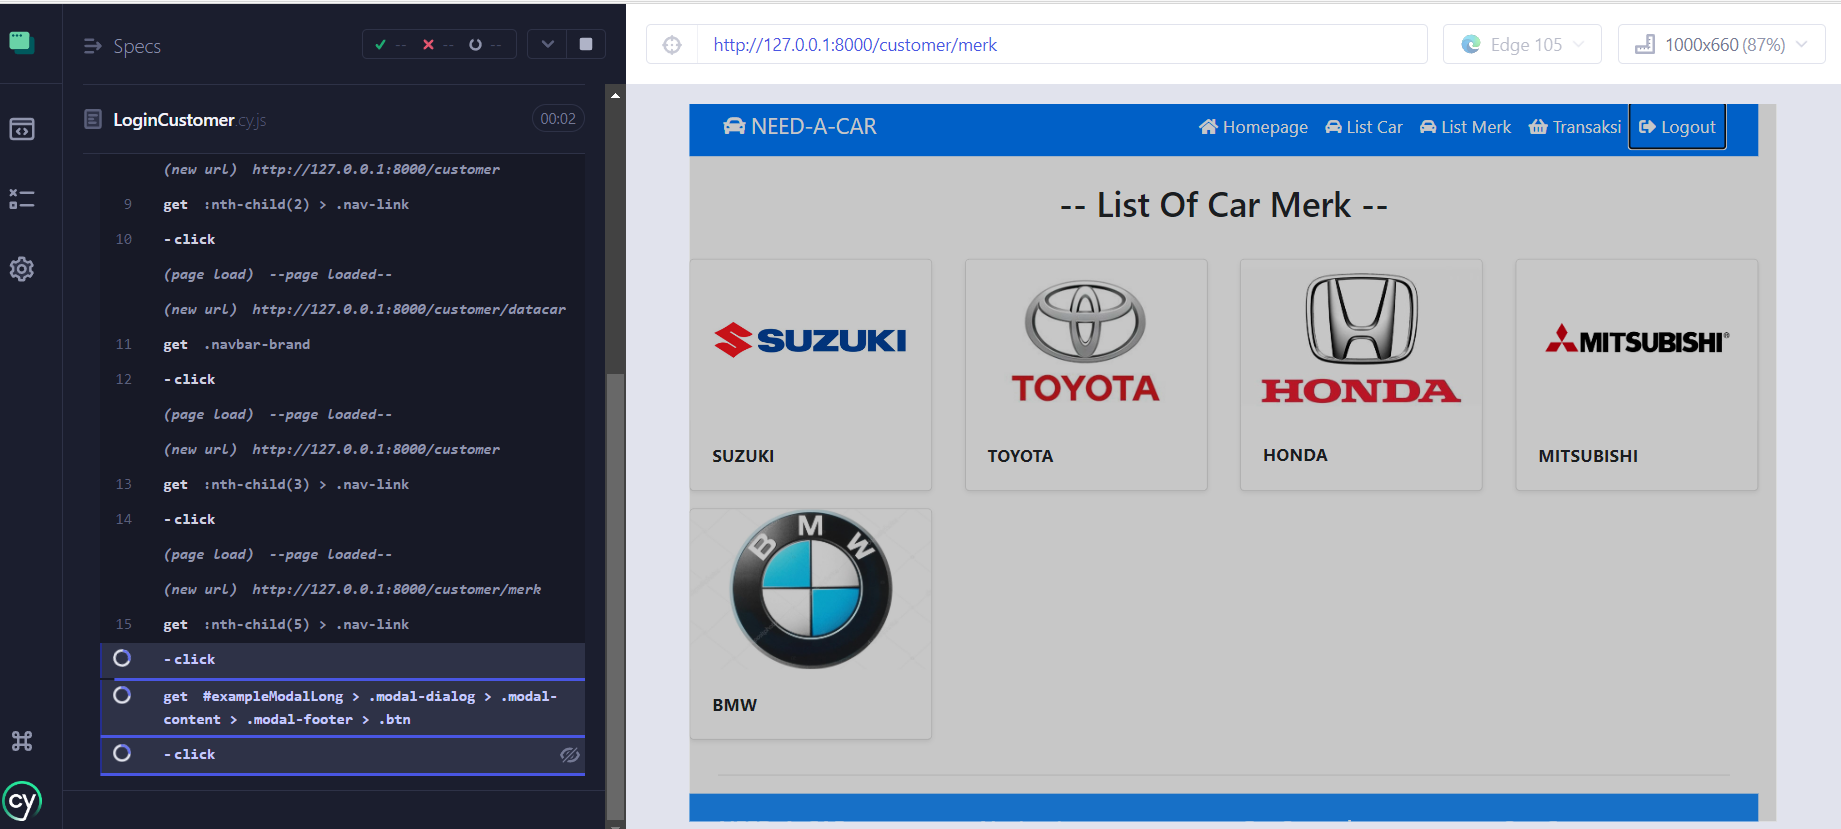 Specs
-- -- --
LoginCustomer.cy.js
00:02
(new url) http://127.0.0.1:8000/customer
9 get :nth-child(2) > .nav-link
10 -click
(page load) --page loaded--
(new url) http://127.0.0.1:8000/customer/datacar
11 get .navbar-brand
12 -click
(page load) --page loaded--
(new url) http://127.0.0.1:8000/customer
13 get :nth-child(3) > .nav-link
14 -click
(page load) --page loaded--
(new url) http://127.0.0.1:8000/customer/merk
15 get :nth-child(5) > .nav-link
-click
get #exampleModalLong > .modal-dialog > .modal-
content > .modal-footer > .btn
-click
cy
http://127.0.0.1:8000/customer/merk
Edge 105
1000x660 (87%)
NEED-A-CAR
Homepage List Car List Merk Transaksi Logout
-- List Of Car Merk --
SUZUKI
TOYOTA
HONDA
MITSUBISHI®
SUZUKI
TOYOTA
HONDA
MITSUBISHI
BMW
BMW